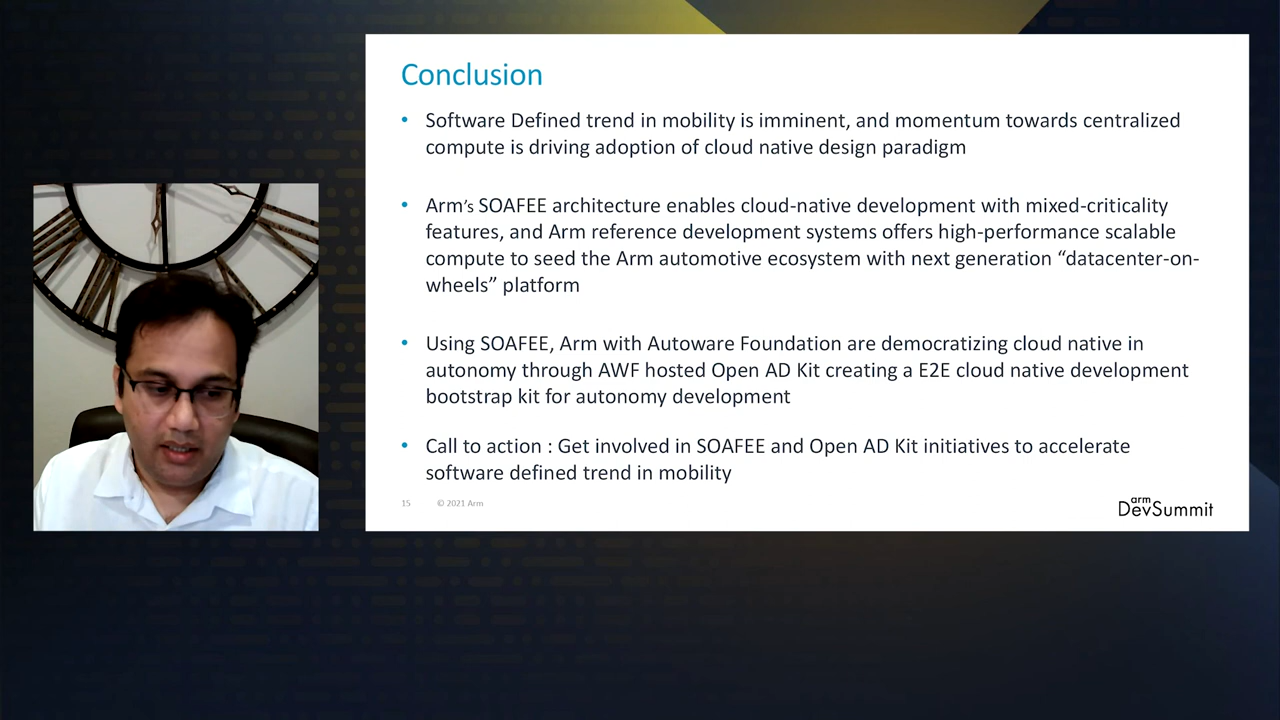 Conclusion
• Software Defined trend in mobility is imminent, and momentum towards centralized
compute is driving adoption of cloud native design paradigm
• Arm's SOAFEE architecture enables cloud-native development with mixed-criticality
features, and Arm reference development systems offers high-performance scalable
compute to seed the Arm automotive ecosystem with next generation “datacenter-on-
wheels” platform
• Using SOAFEE, Arm with Autoware Foundation are democratizing cloud native in
autonomy through AWF hosted Open AD Kit creating a E2E cloud native development
bootstrap kit for autonomy development
• Call to action : Get involved in SOAFEE and Open AD Kit initiatives to accelerate
software defined trend in mobility
15 © 2021 Arm
arm
DevSummit